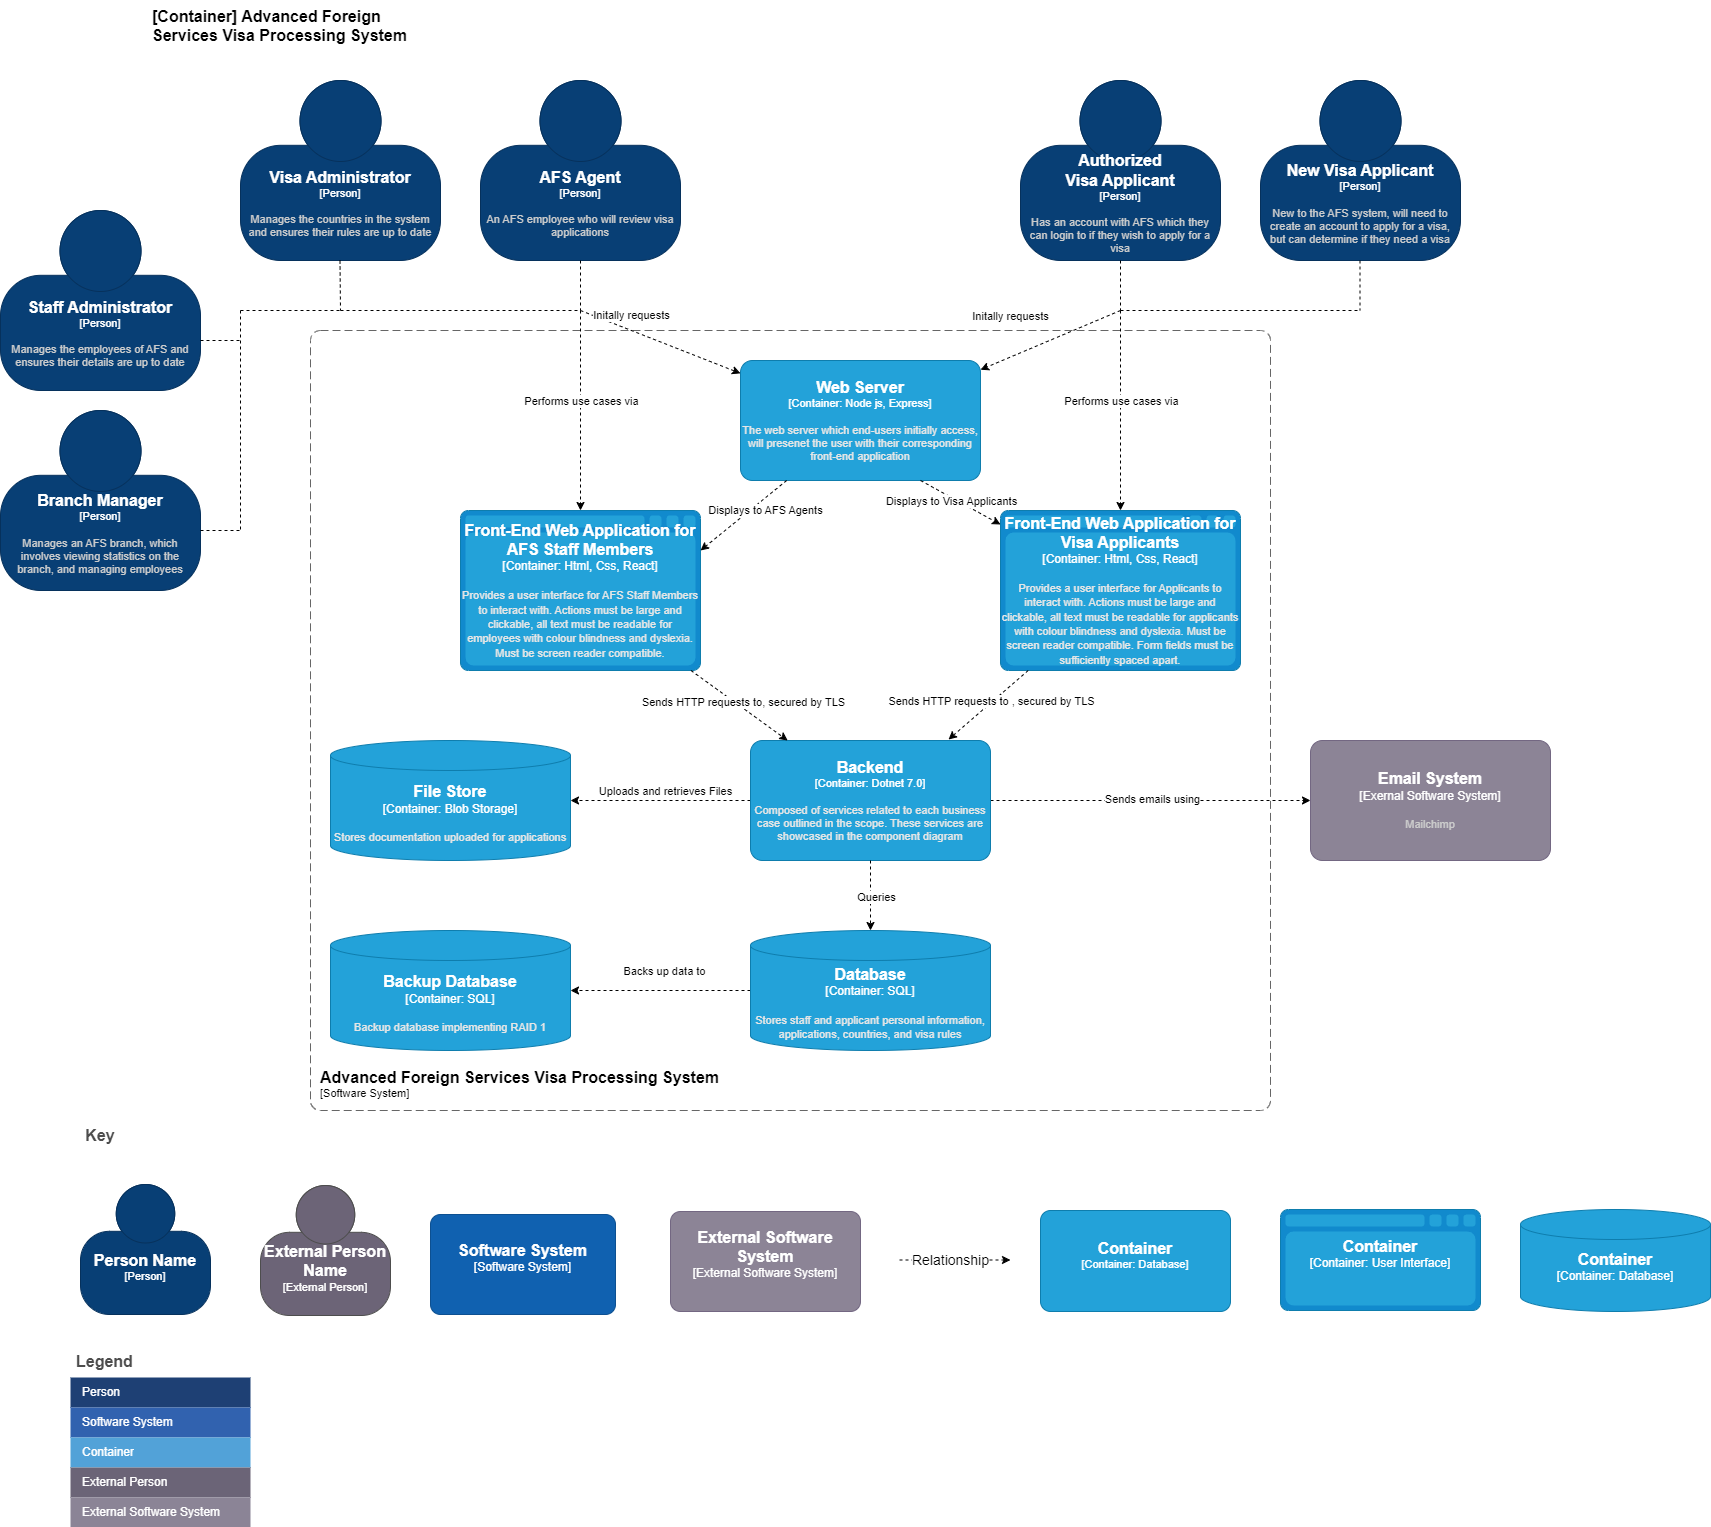 [Container] Advanced Foreign
Services Visa Processing System
Visa Administrator
[Person]
Manages the countries in the system
and ensures their rules are up to date
AFS Agent
[Person]
An AFS employee who will review visa
applications
Authorized
Visa Applicant
[Person]
Has an account with AFS which they
can login to if they wish to apply for a
visa
New Visa Applicant
[Person]
New to the AFS system, will need to
create an account to apply for a visa,
but can determine if they need a visa
Staff Administrator
[Person]
Manages the employees of AFS and
ensures their details are up to date
Branch Manager
[Person]
Manages an AFS branch, which
involves viewing statistics on the
branch, and managing employees
Initally requests
Initally requests
Web Server
[Container: Node js, Express]
The web server which end-users initially access,
will presenet the user with their corresponding
front-end application
Performs use cases via
Performs use cases via
Displays to AFS Agents
Displays to Visa Applicants
Front-End Web Application for
AFS Staff Members
[Container: Html, Css, React]
Provides a user interface for AFS Staff Members
to interact with. Actions must be large and
clickable, all text must be readable for
employees with colour blindness and dyslexia.
Must be screen reader compatible.
Front-End Web Application for
Visa Applicants
[Container: Html, Css, React]
Provides a user interface for Applicants to
interact with. Actions must be large and
clickable, all text must be readable for applicants
with colour blindness and dyslexia. Must be
screen reader compatible. Form fields must be
sufficiently spaced apart.
Sends HTTP requests to, secured by TLS
Sends HTTP requests to , secured by TLS
File Store
[Container: Blob Storage]
Stores documentation uploaded for applications
Uploads and retrieves Files
Backend
[Container: Dotnet 7.0]
Composed of services related to each business
case outlined in the scope. These services are
showcased in the component diagram
Sends emails using
Email System
[Exernal Software System]
Mailchimp
Queries
Backup Database
[Container: SQL]
Backup database implementing RAID 1
Backs up data to
Database
[Container: SQL]
Stores staff and applicant personal information,
applications, countries, and visa rules
Advanced Foreign Services Visa Processing System
[Software System]
Key
Person Name
[Person]
External Person
Name
[External Person]
Software System
[Software System]
External Software
System
[External Software System]
Relationship
Container
[Container: Database]
Container
[Container: User Interface]
Container
[Container: Database]
Legend
Person
Software System
Container
External Person
External Software System